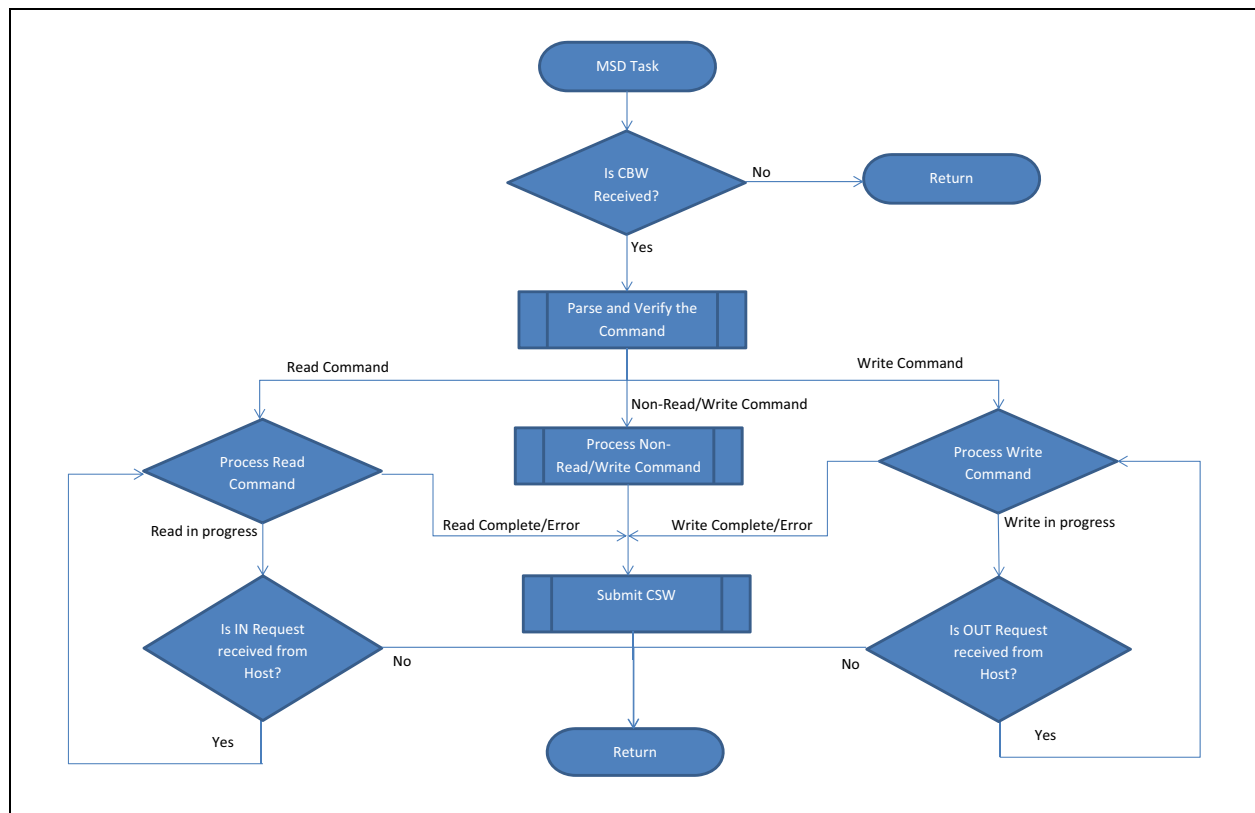 MSD Task
Is CBW
Received?
No
Return
Yes
Parse and Verify the
Command
Read Command
Write Command
Non-Read/Write Command
Process Read
Command
Process Non-
Read/Write Command
Process Write
Command
Read in progress
Read Complete/Error
Write Complete/Error
Write in progress
Submit CSW
Is IN Request
received from
Host?
No
Is OUT Request
received from
Host?
No
Yes
Return
Yes